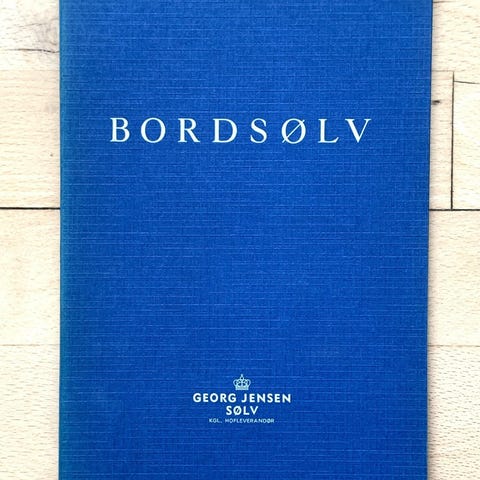 BORDSØLV
GEORG JENSEN
SØLV
KGL. HOFLEVERANDØR